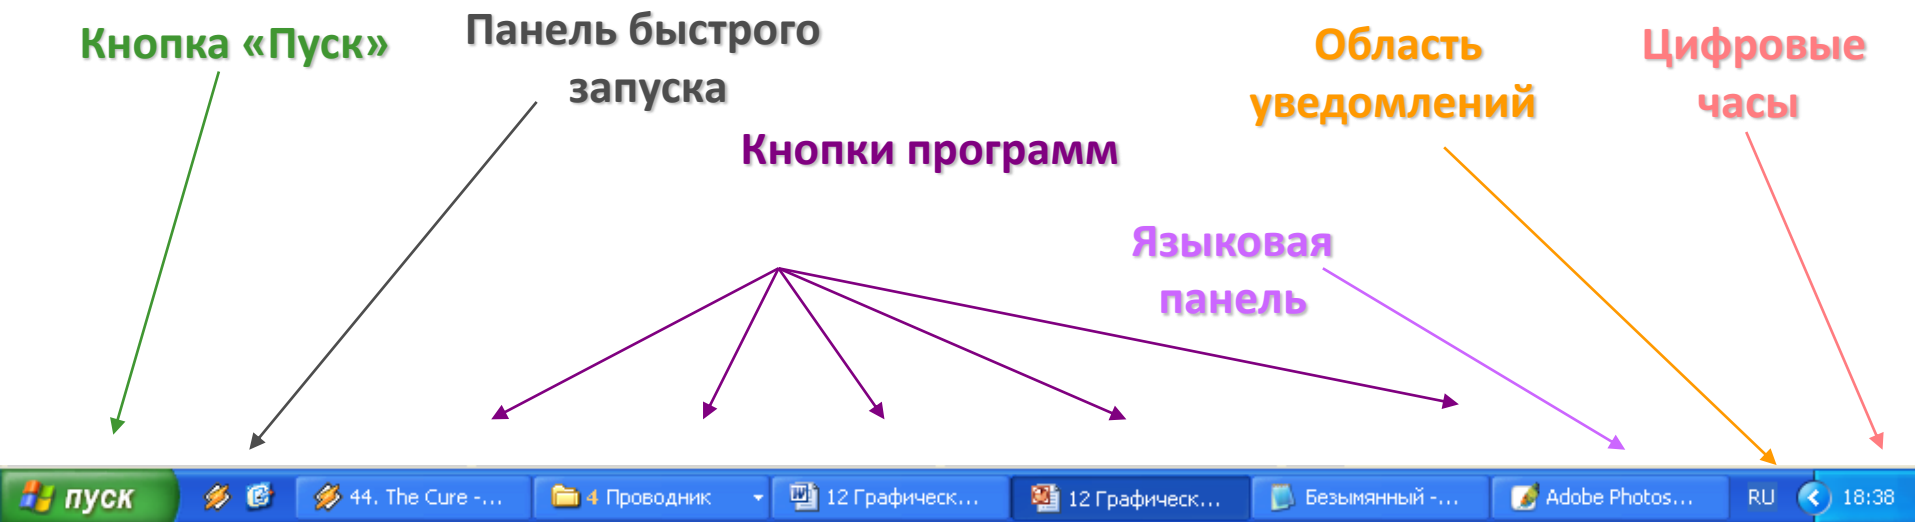 Кнопка «Пуск»
Панель быстрого
запуска
Кнопки программ
Область
уведомлений
Цифровые
часы
Языковая
панель
пуск
44. The Cure -...
4 Проводник
12 Графическ...
12 Графическ...
Безымянный -...
Adobe Photos...
RU
18:38